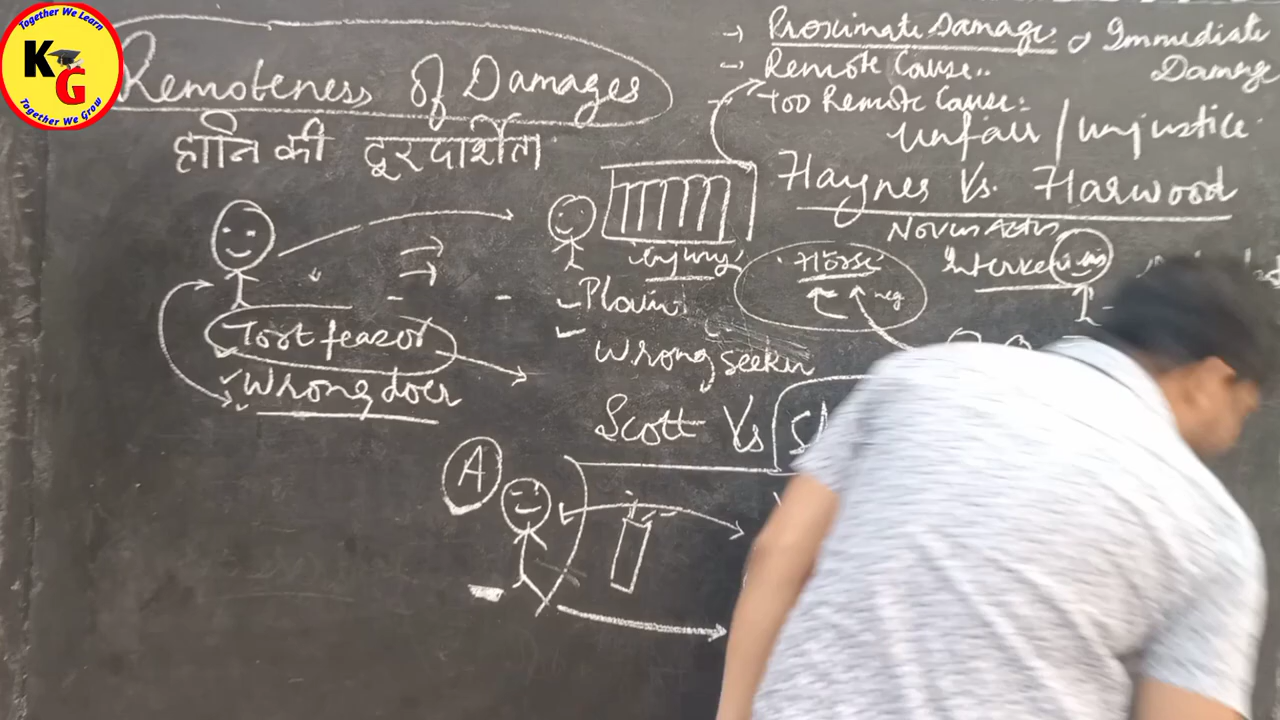 Together We Learn
KG
Together We Grow
Remoteness of Damages
हानि की दूरदर्शिता
→ Proximate Damage or Immediate Damage
→ Remote Cause..
→ Too Remote Cause:
unfair / unjustice
Haynes Vs. Harwood
Novus Actus
Horse
neg
injury
Tort feasor
Wrong doer
Wrong seeker
Scott Vs
A